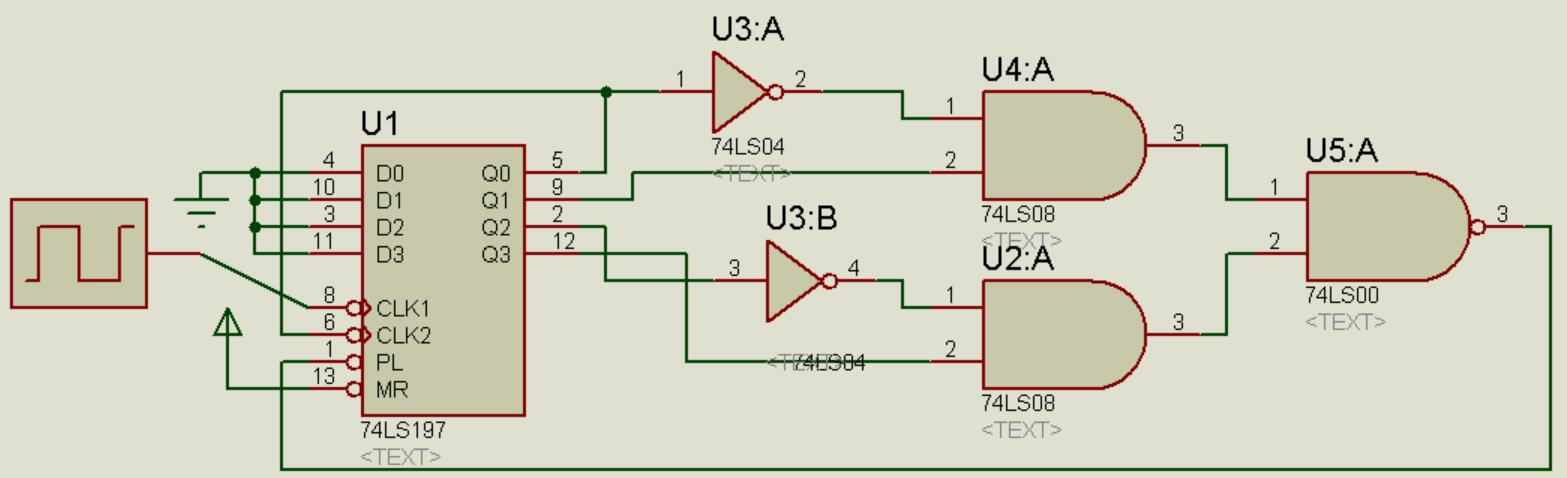 U3:A
1
2
74LS04
<TEXT>
U4:A
1
2
3
74LS08
<TEXT>
U1
4 D0 Q0 5
10 D1 Q1 9
3 D2 Q2 2
11 D3 Q3 12
8 CLK1
6 CLK2
1 PL
13 MR
74LS197
<TEXT>
U3:B
3
4
74LS04
<TEXT>
U2:A
1
2
3
74LS08
<TEXT>
U5:A
1
2
3
74LS00
<TEXT>